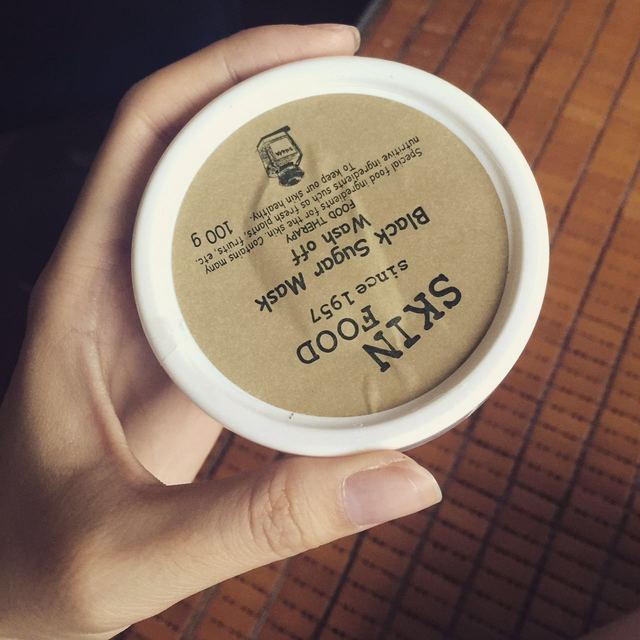 SKIN
FOOD
since 1957
Black Sugar Mask
Wash off
FOOD THERAPY
Special food ingredients for the skin. Contains many
nutritive ingredients such as fresh plants, fruits, etc.
To keep our skin healthy.
100 g